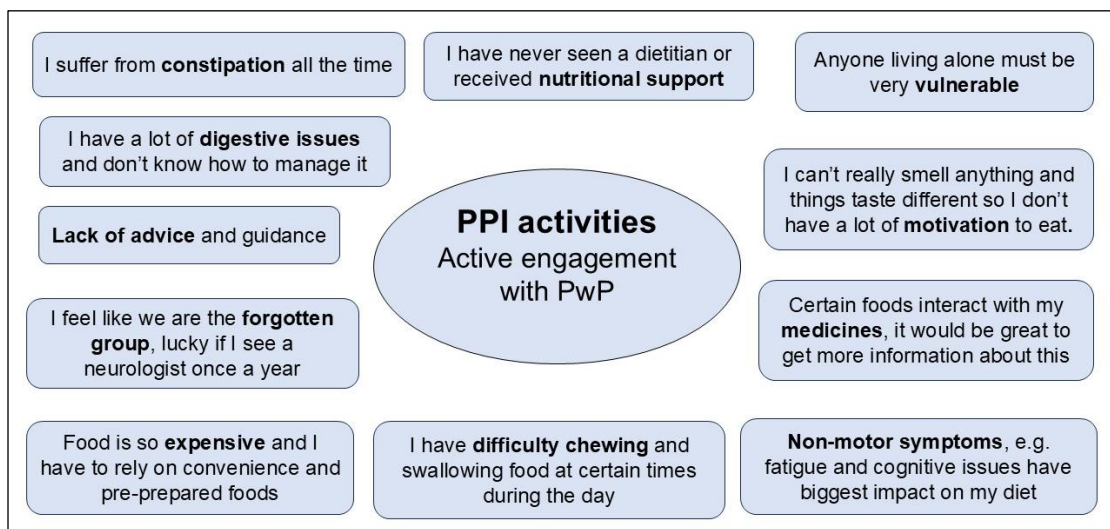 I suffer from constipation all the time
I have never seen a dietitian or
received nutritional support
Anyone living alone must be
very vulnerable
I have a lot of digestive issues
and don’t know how to manage it
I can’t really smell anything and
things taste different so I don’t
have a lot of motivation to eat.
Lack of advice and guidance
PPI activities
Active engagement
with PwP
I feel like we are the forgotten
group, lucky if I see a
neurologist once a year
Certain foods interact with my
medicines, it would be great to
get more information about this
Food is so expensive and I
have to rely on convenience and
pre-prepared foods
I have difficulty chewing and
swallowing food at certain times
during the day
Non-motor symptoms, e.g.
fatigue and cognitive issues have
biggest impact on my diet